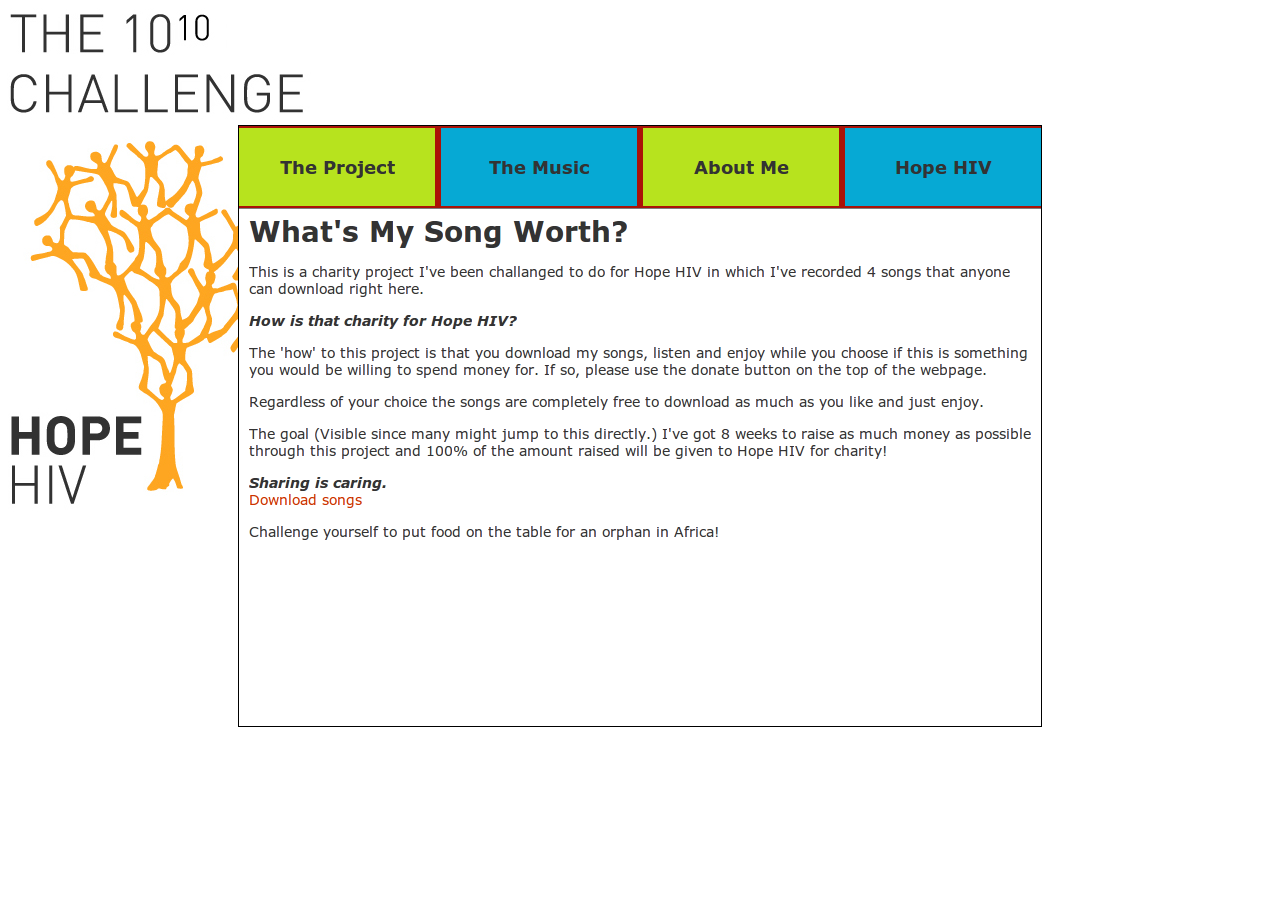 THE 10¹⁰
CHALLENGE
The Project
The Music
About Me
Hope HIV
What's My Song Worth?
This is a charity project I've been challanged to do for Hope HIV in which I've recorded 4 songs that anyone
can download right here.
How is that charity for Hope HIV?
The 'how' to this project is that you download my songs, listen and enjoy while you choose if this is something
you would be willing to spend money for. If so, please use the donate button on the top of the webpage.
Regardless of your choice the songs are completely free to download as much as you like and just enjoy.
The goal (Visible since many might jump to this directly.) I've got 8 weeks to raise as much money as possible
through this project and 100% of the amount raised will be given to Hope HIV for charity!
Sharing is caring.
Download songs
Challenge yourself to put food on the table for an orphan in Africa!
HOPE
HIV